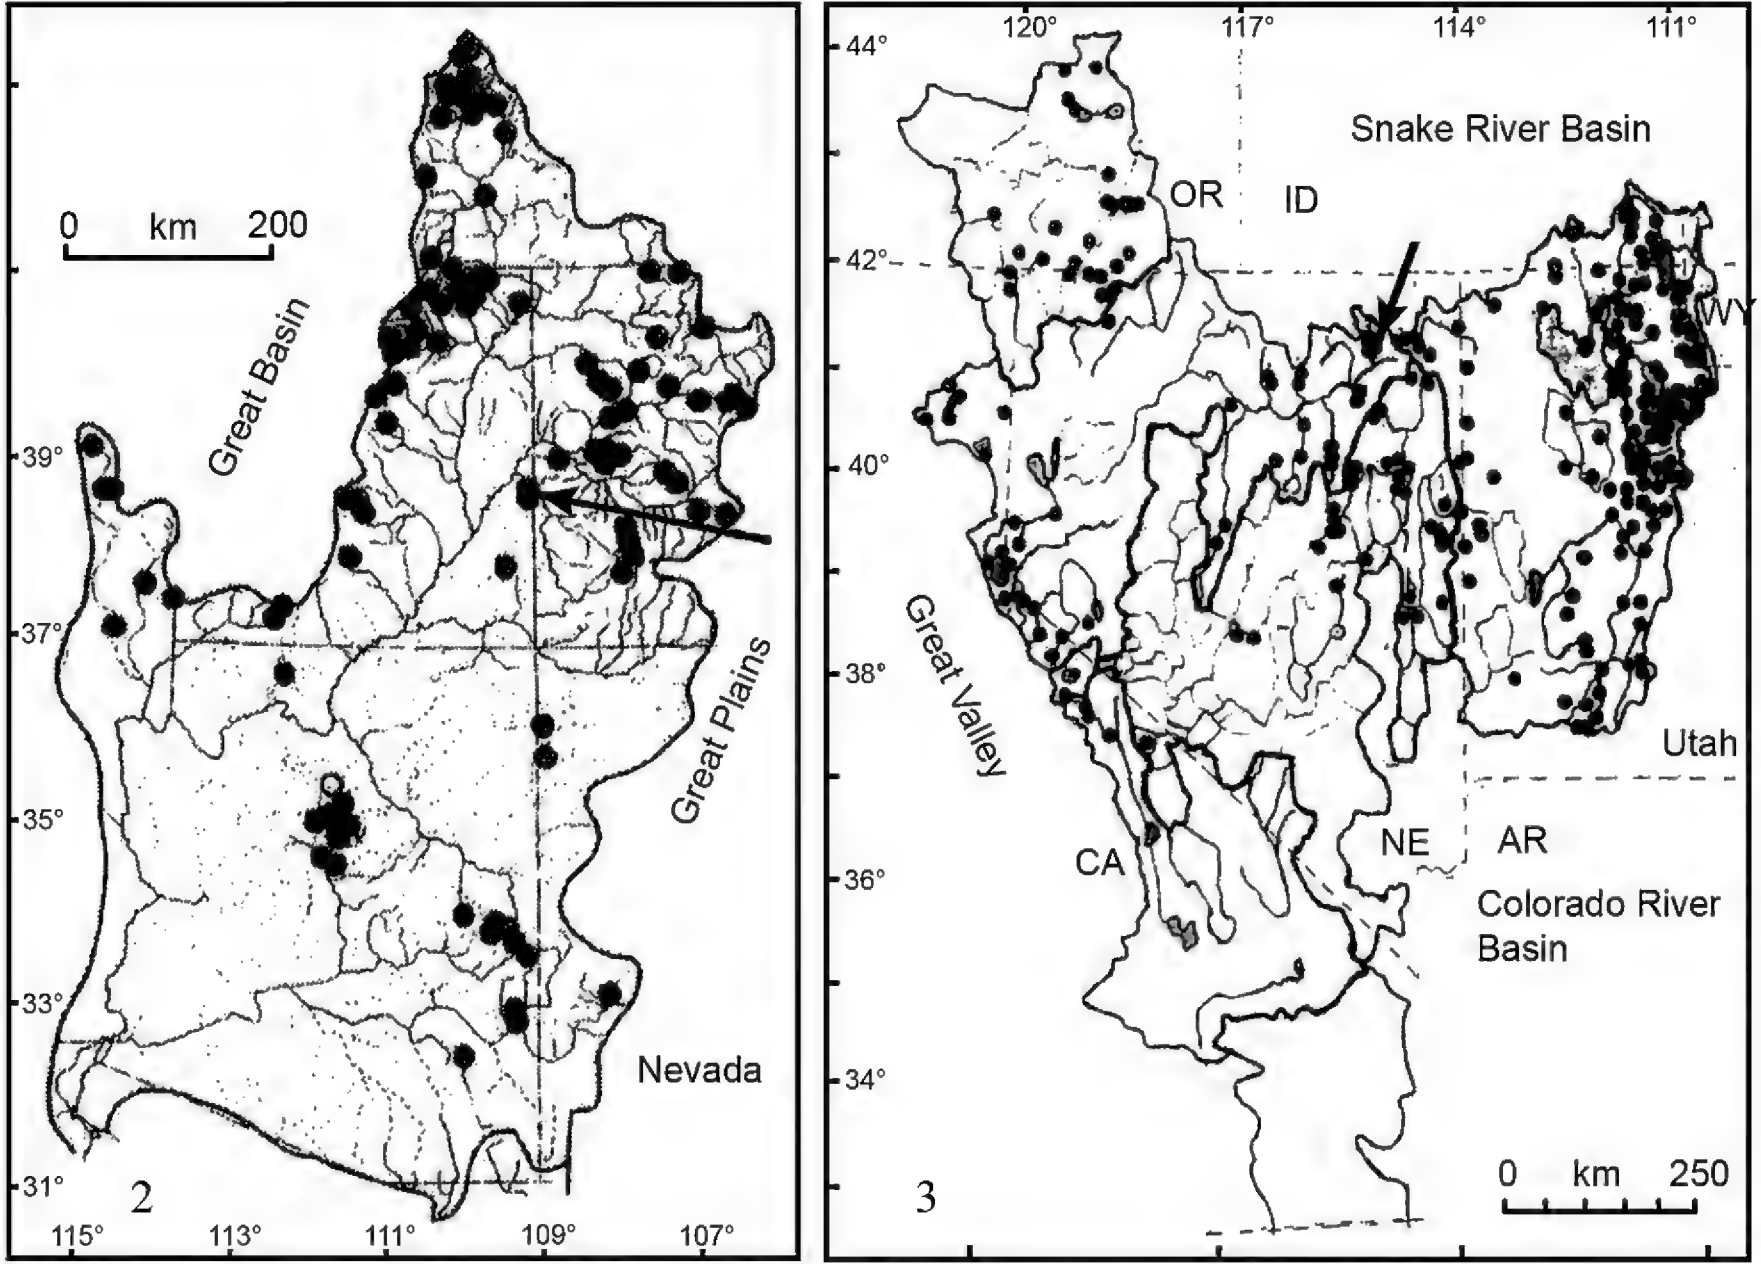 0 km 200
Great Basin
39°
37°
Great Plains
35°
33°
Nevada
31°
2
115° 113° 111° 109° 107°
120° 117° 114° 111°
44°
Snake River Basin
OR ID
42°
WY
40°
Great Valley
38°
Utah
NE AR
CA
36°
Colorado River
Basin
34°
0 km 250
3